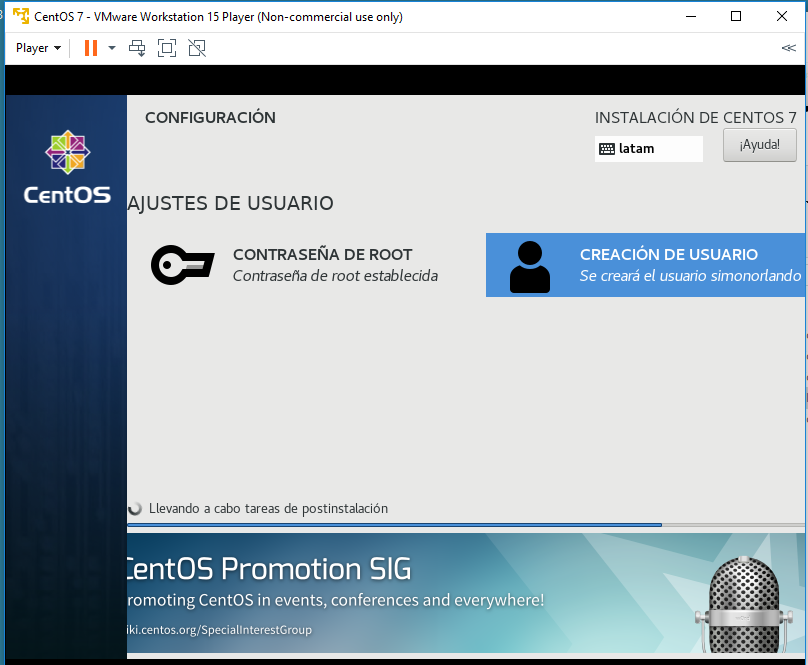 CentOS 7 - VMware Workstation 15 Player (Non-commercial use only)
Player
CONFIGURACIÓN
INSTALACIÓN DE CENTOS 7
latam
¡Ayuda!
CentOS
AJUSTES DE USUARIO
CONTRASEÑA DE ROOT
Contraseña de root establecida
CREACIÓN DE USUARIO
Se creará el usuario simonorlando
Llevando a cabo tareas de postinstalación
CentOS Promotion SIG
romoting CentOS in events, conferences and everywhere!
iki.centos.org/SpecialInterestGroup